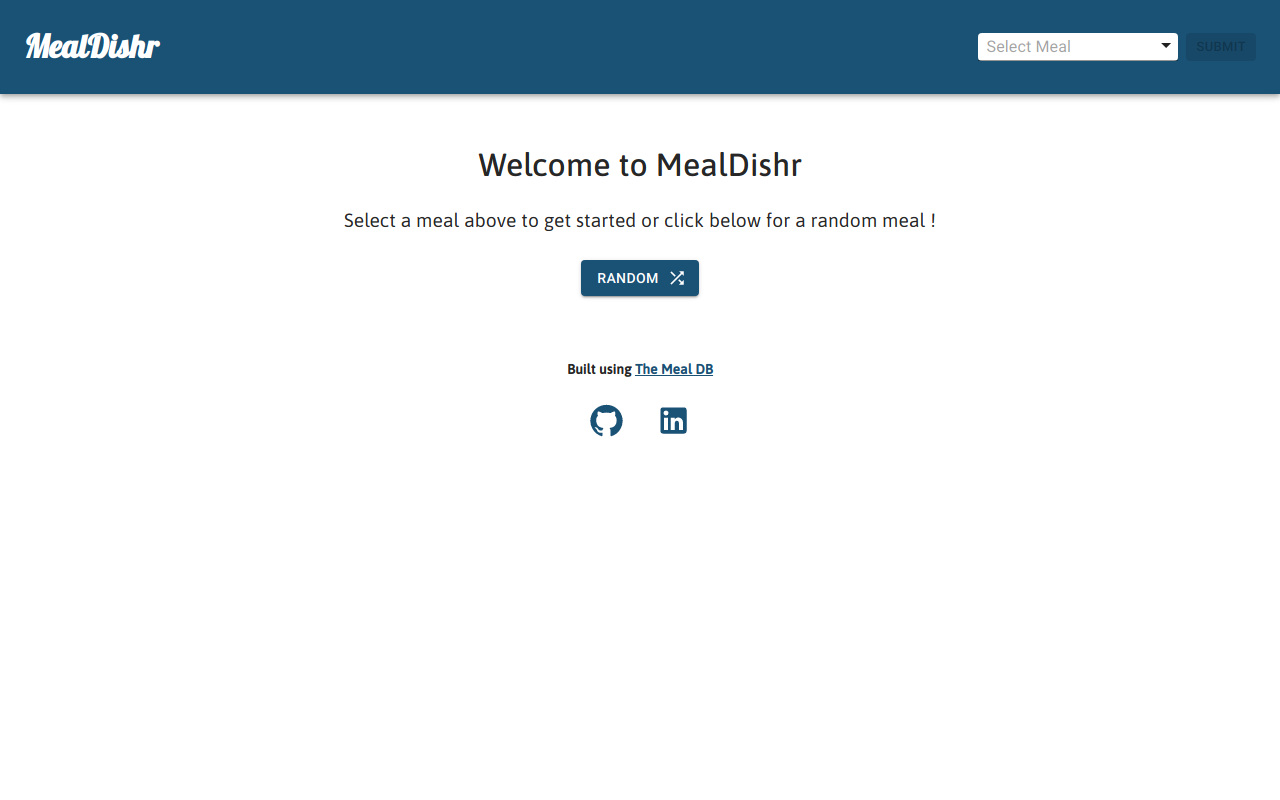 MealDishr
Select Meal
SUBMIT
Welcome to MealDishr
Select a meal above to get started or click below for a random meal !
RANDOM
Built using The Meal DB